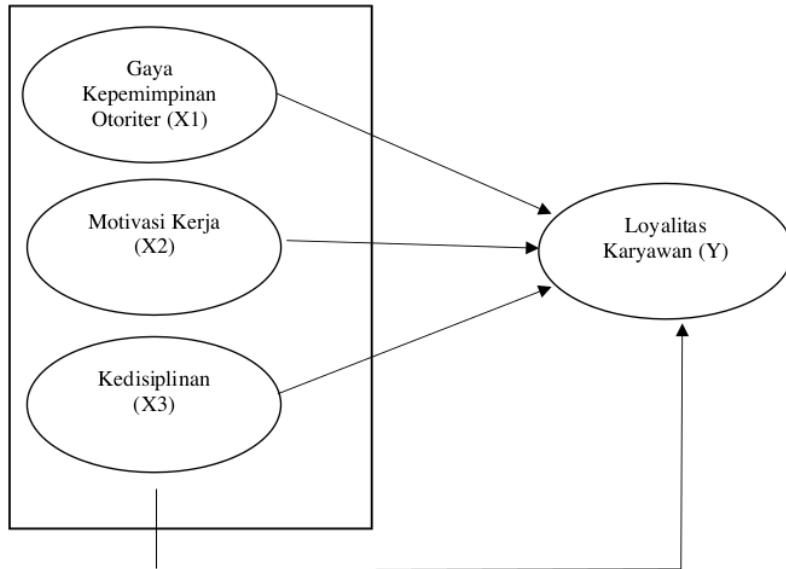 Gaya
Kepemimpinan
Otoriter (X1)
Motivasi Kerja
(X2)
Kedisiplinan
(X3)
Loyalitas
Karyawan (Y)